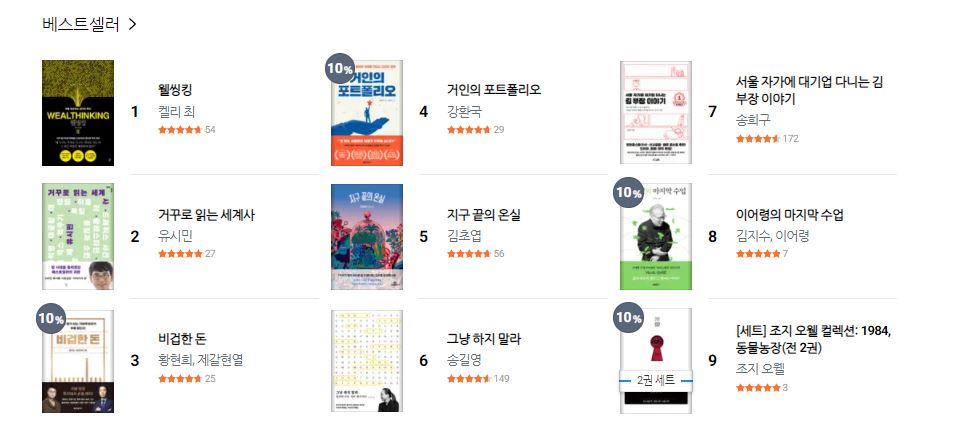 베스트셀러 >
WEALTHINKING
웰씽킹
1
웰씽킹
켈리 최
54
거꾸로 읽는 세계
사
유시민
2
거꾸로 읽는 세계사
유시민
27
10%
비겁한 돈
3
비겁한 돈
황현희, 제갈현열
25
10%
거인의
포트폴리오
4
거인의 포트폴리오
강환국
29
지구 끝의 온실
5
지구 끝의 온실
김초엽
56
그냥 하지 말라
6
그냥 하지 말라
송길영
149
서울 자가에 대기업 다니는
김 부장 이야기
7
서울 자가에 대기업 다니는 김
부장 이야기
송희구
172
10%
의 마지막 수업
8
이어령의 마지막 수업
김지수, 이어령
7
10%
2권 세트
9
[세트] 조지 오웰 컬렉션: 1984,
동물농장(전 2권)
조지 오웰
3